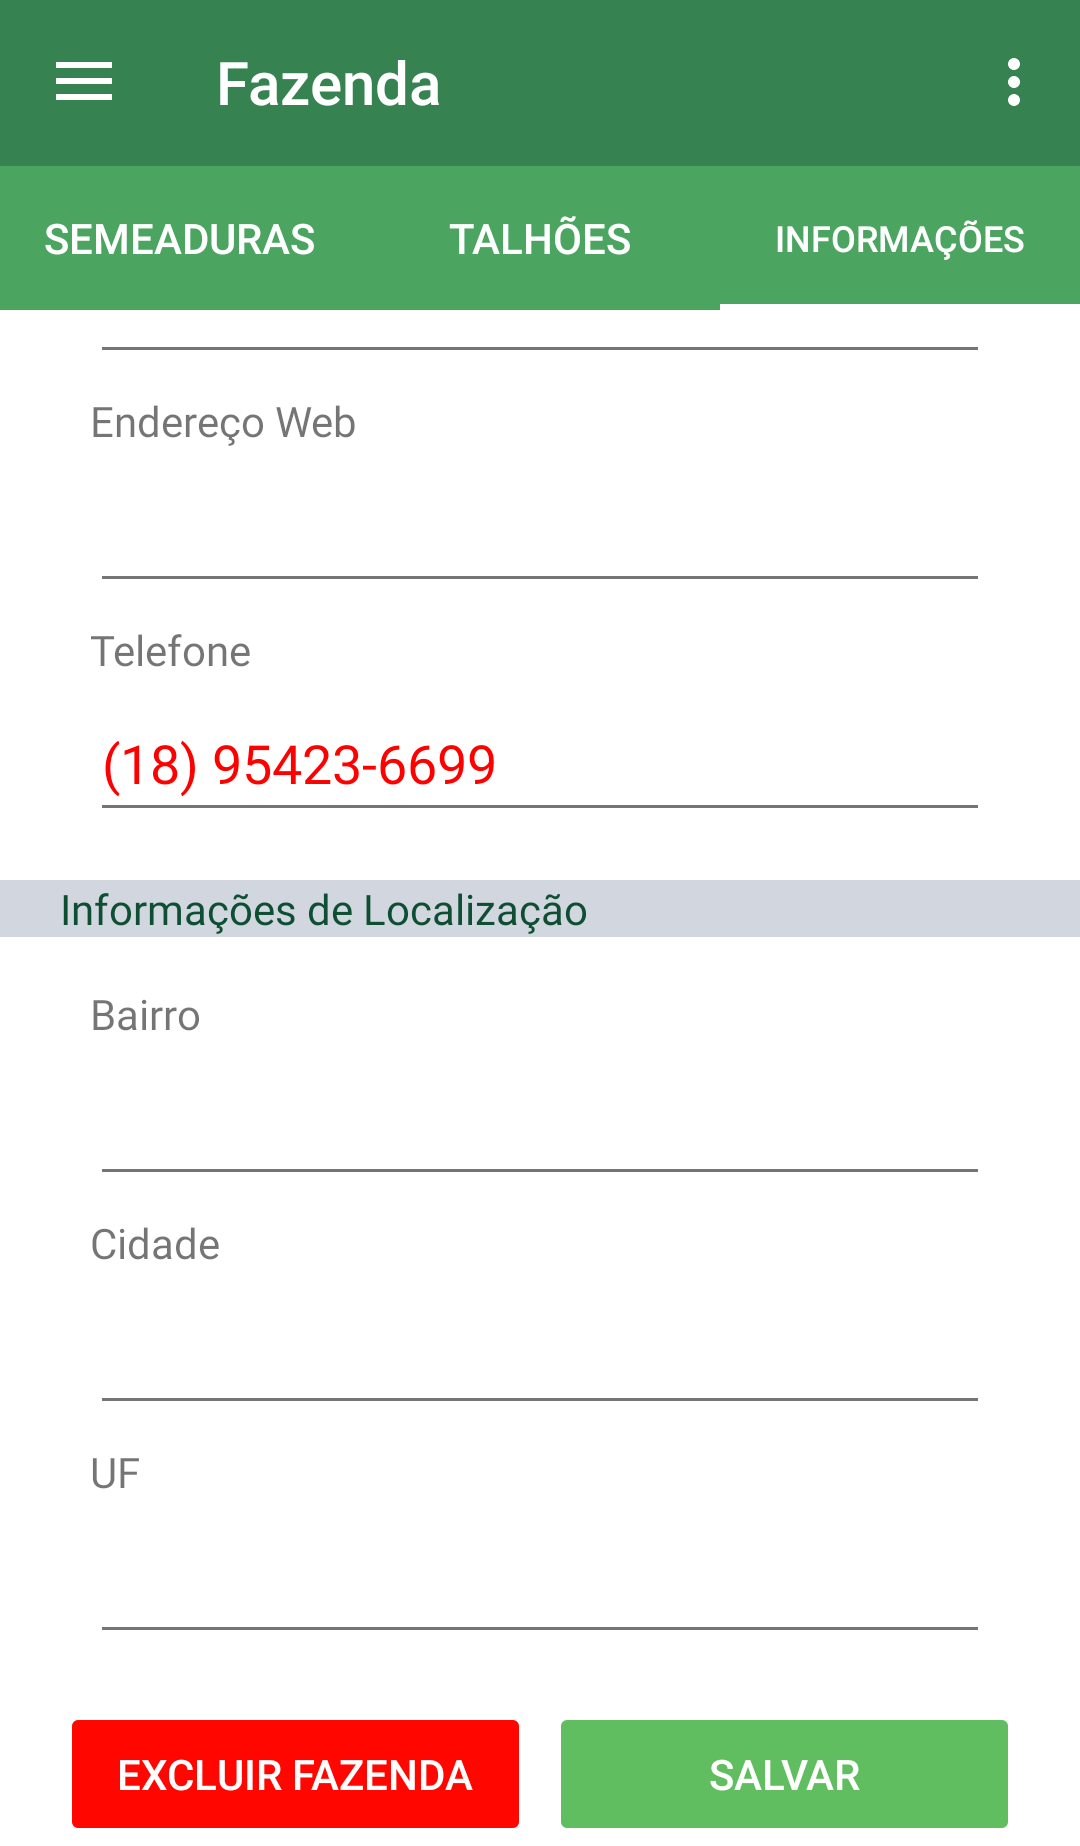 Fazenda
SEMEADURAS TALHÕES INFORMAÇÕES
Endereço Web
Telefone
(18) 95423-6699
Informações de Localização
Bairro
Cidade
UF
EXCLUIR FAZENDA SALVAR